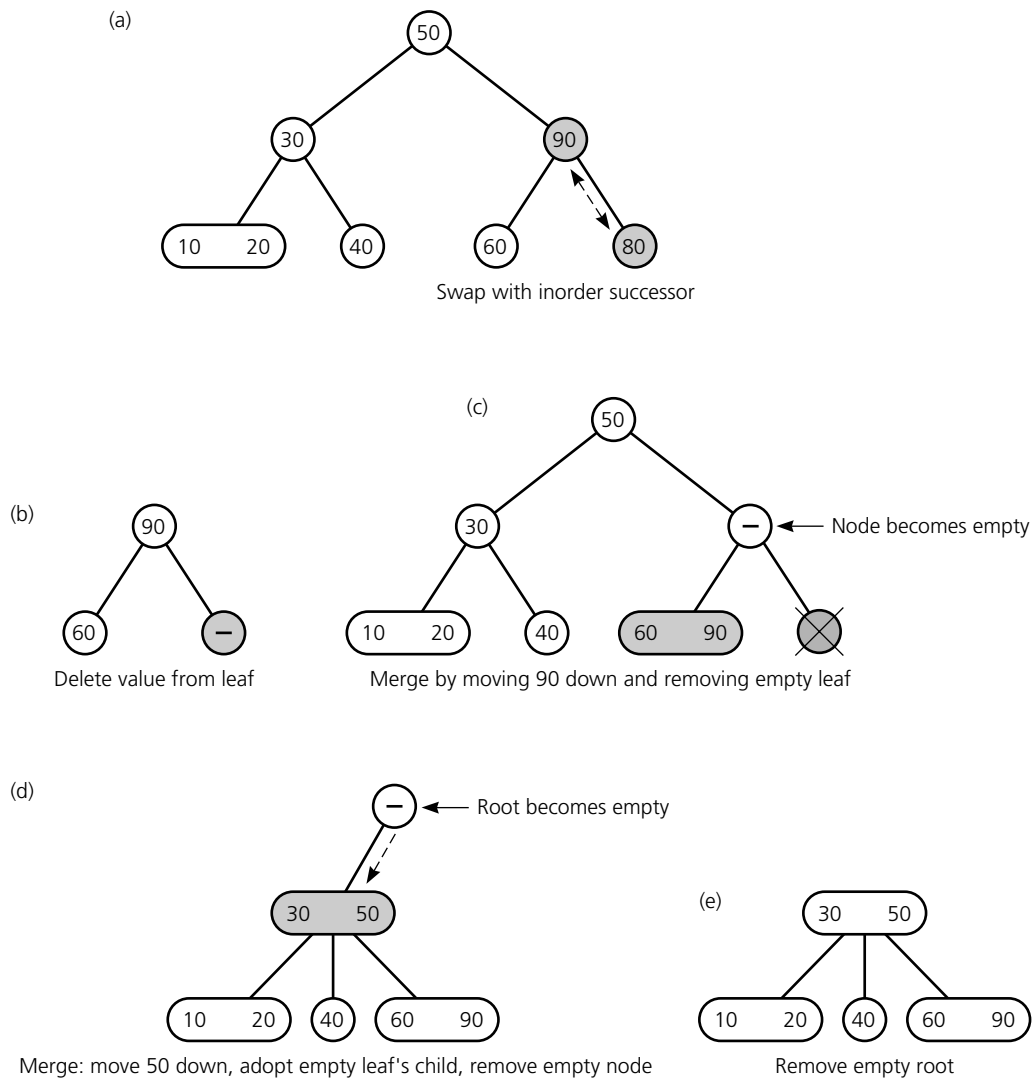 (a)
50
30
90
10 20
40
60
80
Swap with inorder successor
(c)
50
(b)
90
30
–
Node becomes empty
60
–
10 20
40
60 90
Delete value from leaf
Merge by moving 90 down and removing empty leaf
(d)
–
Root becomes empty
30 50
(e)
30 50
10 20
40
60 90
10 20
40
60 90
Merge: move 50 down, adopt empty leaf's child, remove empty node
Remove empty root